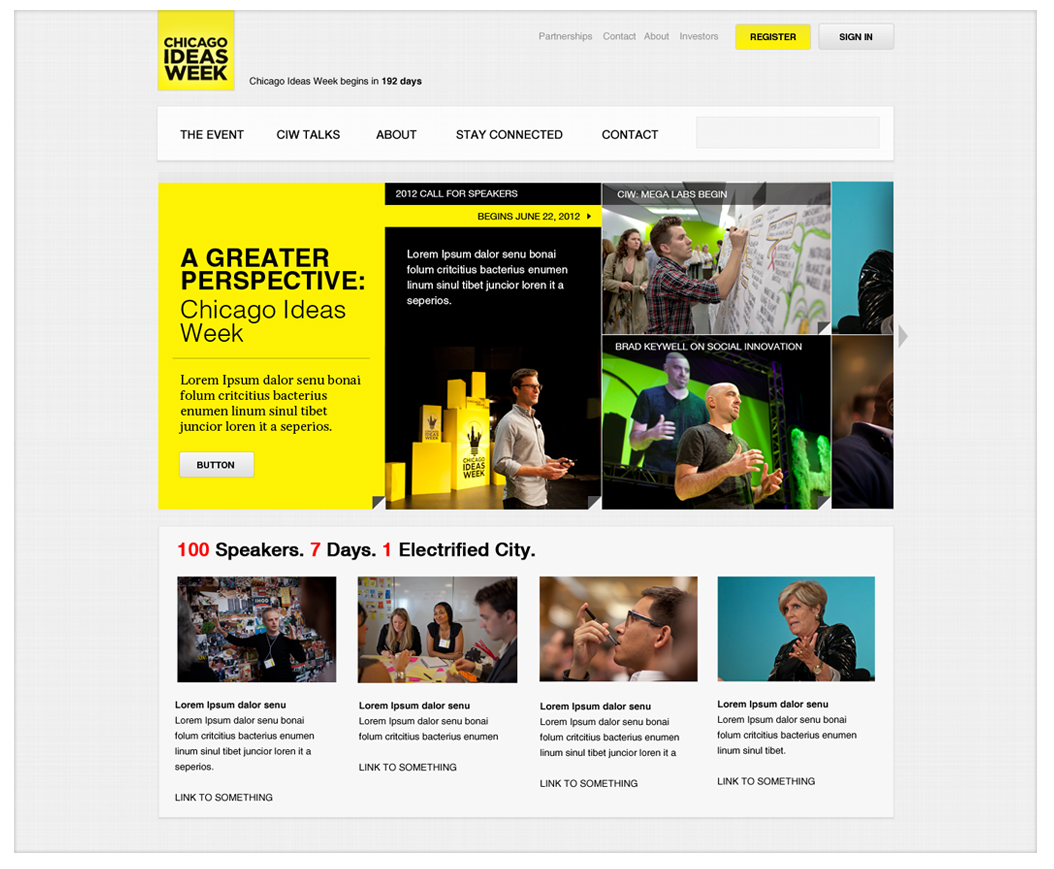 CHICAGO
IDEAS
WEEK
Partnerships Contact About Investors REGISTER SIGN IN
Chicago Ideas Week begins in 192 days
THE EVENT CIW TALKS ABOUT STAY CONNECTED CONTACT
A GREATER
PERSPECTIVE:
Chicago Ideas
Week
Lorem Ipsum dalor senu bonai
folum critcitius bacterius
enumen linum sinul tibet
juncior loren it a seperios.
BUTTON
2012 CALL FOR SPEAKERS
BEGINS JUNE 22, 2012
Lorem Ipsum dalor senu bonai
folum critcitius bacterius enumen
linum sinul tibet juncior loren it a
seperios.
CHICAGO
IDEAS
WEEK
CHICAGO
IDEAS
WEEK
CIW: MEGA LABS BEGIN
BRAD KEYWELL ON SOCIAL INNOVATION
100 Speakers. 7 Days. 1 Electrified City.
Lorem Ipsum dalor senu
Lorem Ipsum dalor senu bonai
folum critcitius bacterius enumen
linum sinul tibet juncior loren it a
seperios.
LINK TO SOMETHING
Lorem Ipsum dalor senu
Lorem Ipsum dalor senu bonai
folum critcitius bacterius enumen
LINK TO SOMETHING
Lorem Ipsum dalor senu
Lorem Ipsum dalor senu bonai
folum critcitius bacterius enumen
linum sinul tibet juncior loren it a
LINK TO SOMETHING
Lorem Ipsum dalor senu
Lorem Ipsum dalor senu bonai
folum critcitius bacterius enumen
linum sinul tibet.
LINK TO SOMETHING